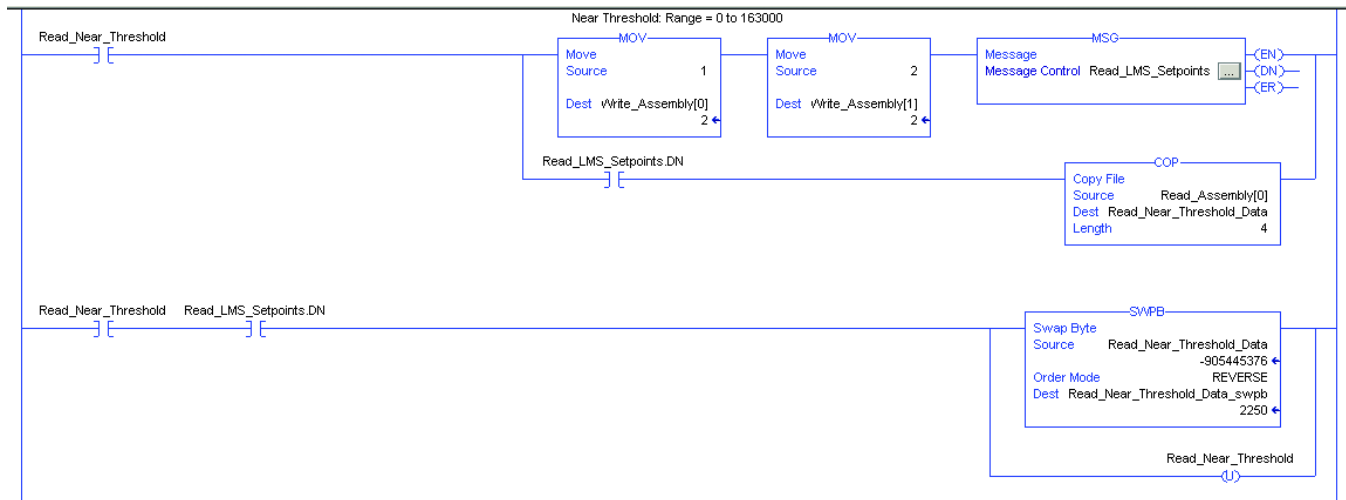 Near Threshold: Range = 0 to 163000
Read_Near_Threshold
MOV
Move
Source 1
Dest Write_Assembly[0]
2
MOV
Move
Source 2
Dest Write_Assembly[1]
2
MSG
Message
Message Control Read_LMS_Setpoints ...
(EN)
(DN)
(ER)
Read_LMS_Setpoints.DN
COP
Copy File
Source Read_Assembly[0]
Dest Read_Near_Threshold_Data
Length 4
Read_Near_Threshold Read_LMS_Setpoints.DN
SWPB
Swap Byte
Source Read_Near_Threshold_Data
-905445376
Order Mode REVERSE
Dest Read_Near_Threshold_Data_swpb
2250
Read_Near_Threshold
(U)